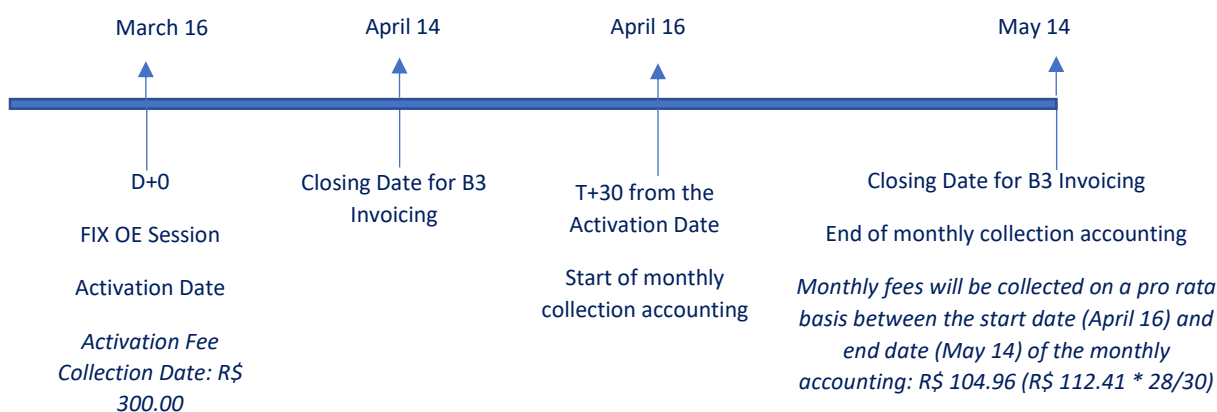 March 16
April 14
April 16
May 14
D+0
FIX OE Session
Activation Date
Activation Fee
Collection Date: R$
300.00
Closing Date for B3
Invoicing
T+30 from the
Activation Date
Start of monthly
collection accounting
Closing Date for B3 Invoicing
End of monthly collection accounting
Monthly fees will be collected on a pro rata
basis between the start date (April 16) and
end date (May 14) of the monthly
accounting: R$ 104.96 (R$ 112.41 * 28/30)